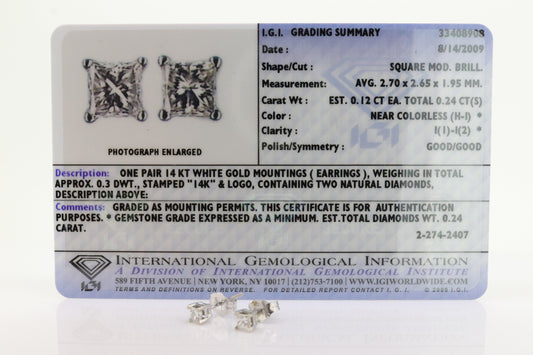 I.G.I. GRADING SUMMARY 33408908
Date : 8/14/2009
Shape/Cut : SQUARE MOD. BRILL.
Measurement: AVG. 2.70 x 2.65 x 1.95 MM.
Carat Wt : EST. 0.12 CT EA. TOTAL 0.24 CT(S)
Color : NEAR COLORLESS (H-I) *
Clarity : I(1)-I(2) *
Polish/Symmetry : GOOD/GOOD
PHOTOGRAPH ENLARGED
IGI
Description: ONE PAIR 14 KT WHITE GOLD MOUNTINGS ( EARRINGS ), WEIGHING IN TOTAL
APPROX. 0.3 DWT., STAMPED "14K" & LOGO, CONTAINING TWO NATURAL DIAMONDS,
DESCRIPTION ABOVE:
Comments: GRADED AS MOUNTING PERMITS. THIS CERTIFICATE IS FOR AUTHENTICATION
PURPOSES. * GEMSTONE GRADE EXPRESSED AS A MINIMUM. EST.TOTAL DIAMONDS WT. 0.24
CARAT. 2-274-2407
INTERNATIONAL GEMOLOGICAL INFORMATION
A DIVISION OF INTERNATIONAL GEMOLOGICAL INSTITUTE
589 FIFTH AVENUE | NEW YORK, NY 10017 | (212)753-7100 | WWW.IGIWORLDWIDE.COM
IGI TERMS AND DEFINITIONS ON REVERSE. FOR DETAILED REPORT CONTACT I.G.I. © 2005 I.G.I.